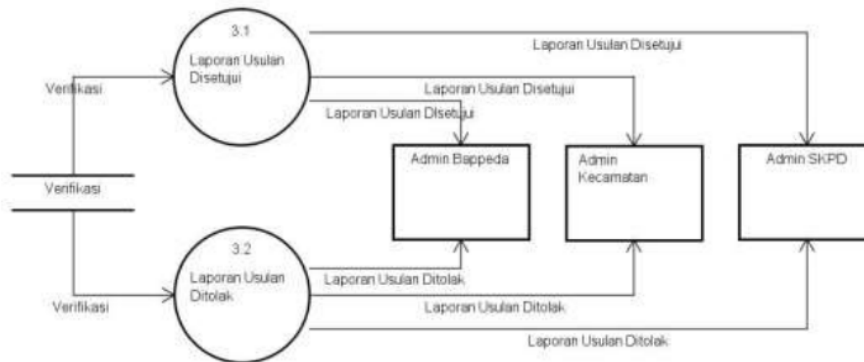 3.1
Laporan Usulan
Disetujui
Laporan Usulan Disetujui
Verifikasi
Laporan Usulan Disetujui
Laporan Usulan DIsetujui
Admin Bappeda
Admin
Kecamatan
Admin SKPD
Verifikasi
3.2
Laporan Usulan
Ditolak
Laporan Usulan Ditolak
Verifikasi
Laporan Usulan Ditolak
Laporan Usulan Ditolak